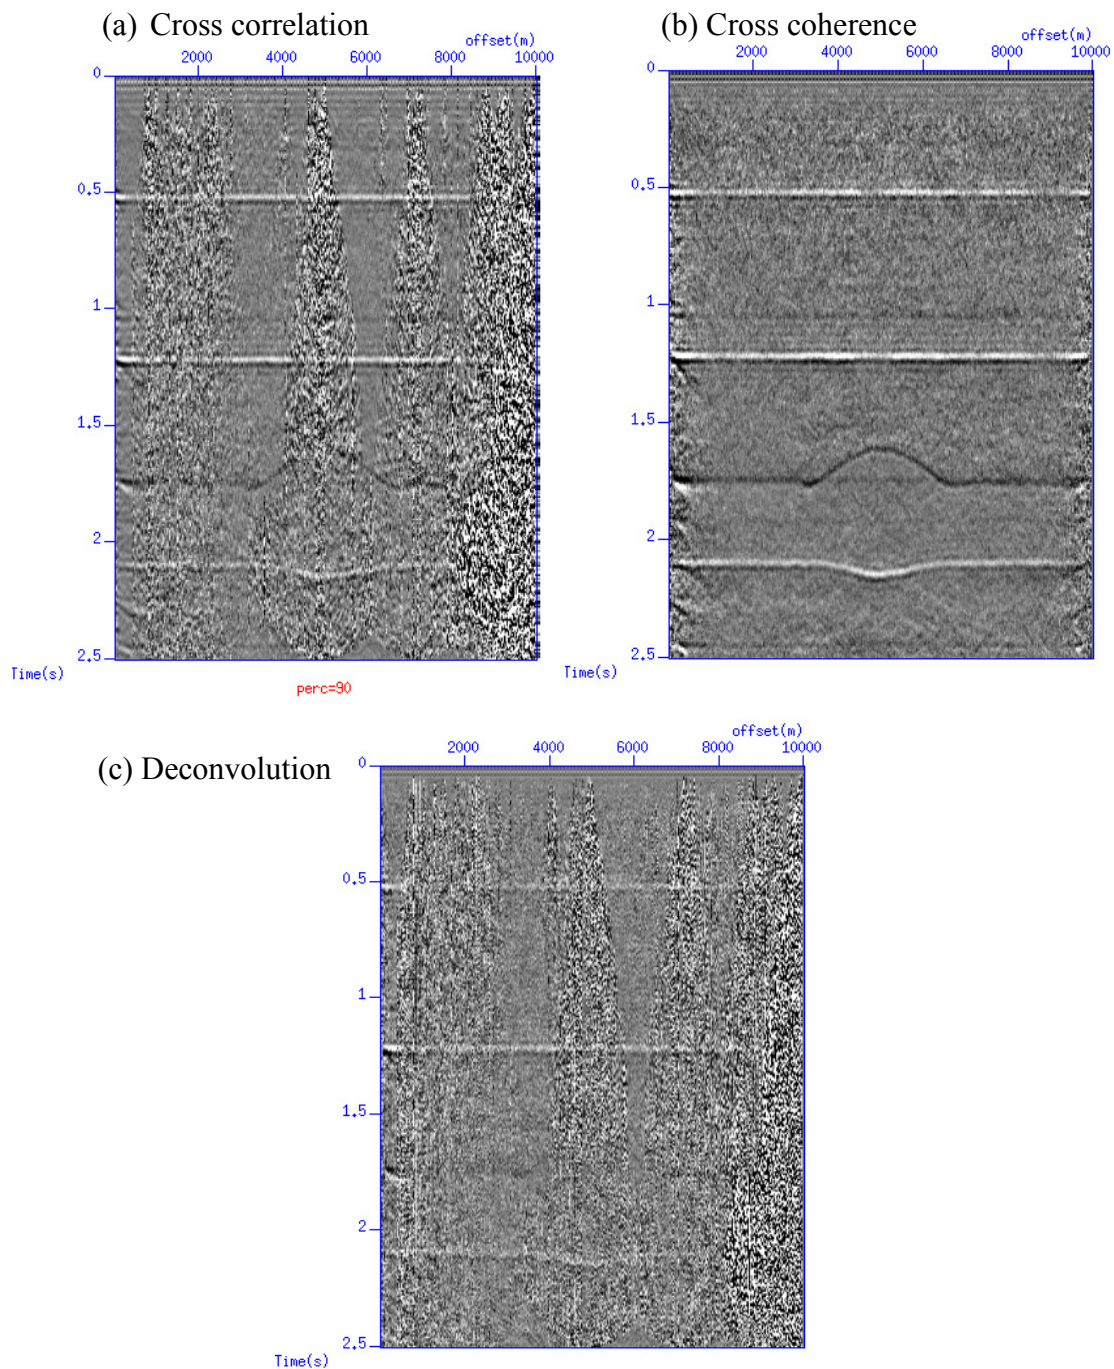 (a) Cross correlation
offset(m)
2000 4000 6000 8000 10000
0
0.5
1
1.5
2
2.5
Time(s)
perc=90
(b) Cross coherence
offset(m)
2000 4000 6000 8000 10000
0
0.5
1
1.5
2
2.5
Time(s)
(c) Deconvolution
offset(m)
2000 4000 6000 8000 10000
0
0.5
1
1.5
2
2.5
Time(s)